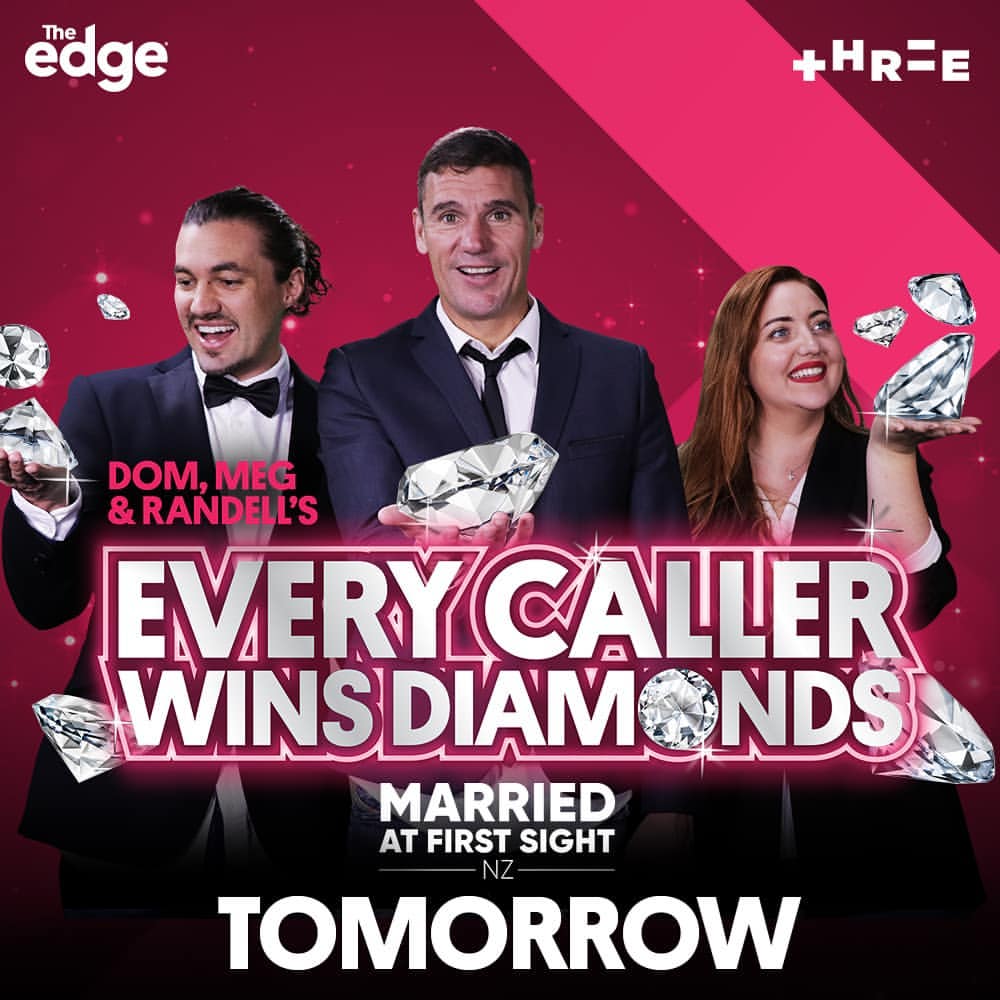 The
edge
THREE
DOM, MEG
& RANDELL'S
EVERY CALLER
WINS DIAMONDS
MARRIED
AT FIRST SIGHT
NZ
TOMORROW